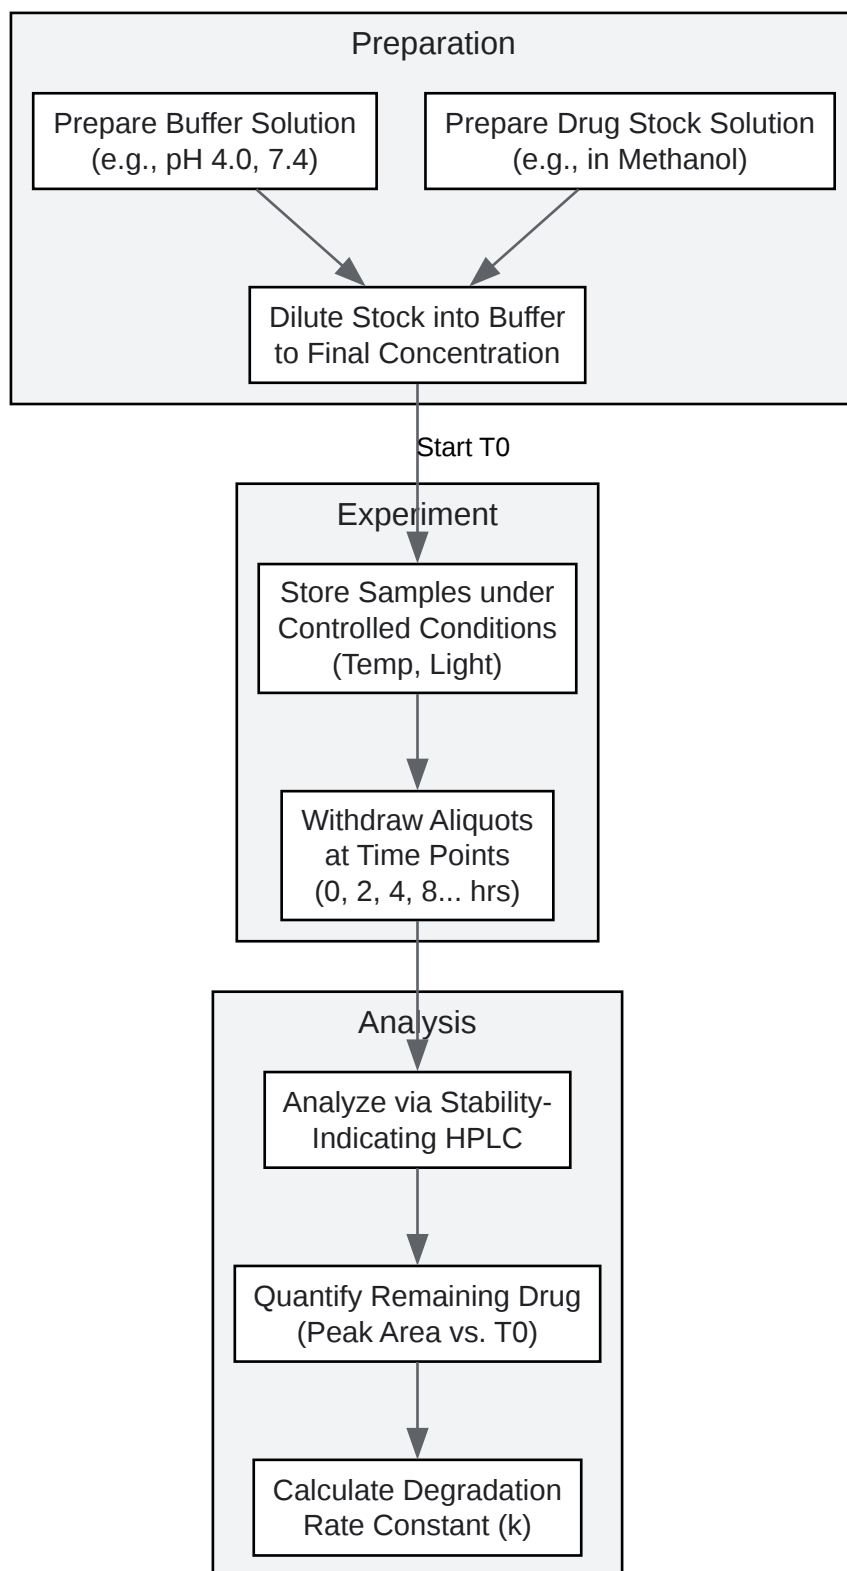 Preparation
Prepare Buffer Solution
(e.g., pH 4.0, 7.4)
Prepare Drug Stock Solution
(e.g., in Methanol)
Dilute Stock into Buffer
to Final Concentration
Start T0
Experiment
Store Samples under
Controlled Conditions
(Temp, Light)
Withdraw Aliquots
at Time Points
(0, 2, 4, 8... hrs)
Analysis
Analyze via Stability-
Indicating HPLC
Quantify Remaining Drug
(Peak Area vs. T0)
Calculate Degradation
Rate Constant (k)